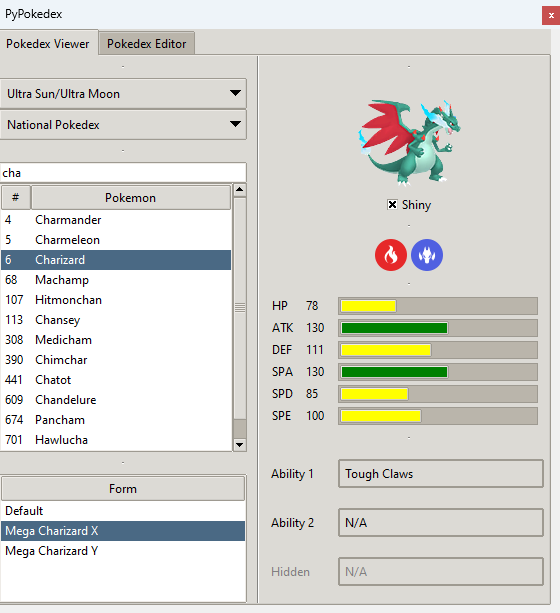 PyPokedex
x
Pokedex Viewer
Pokedex Editor
Ultra Sun/Ultra Moon
National Pokedex
cha
# Pokemon
4 Charmander
5 Charmeleon
6 Charizard
68 Machamp
107 Hitmonchan
113 Chansey
308 Medicham
390 Chimchar
441 Chatot
609 Chandelure
674 Pancham
701 Hawlucha
Form
Default
Mega Charizard X
Mega Charizard Y
Shiny
HP 78
ATK 130
DEF 111
SPA 130
SPD 85
SPE 100
Ability 1 Tough Claws
Ability 2 N/A
Hidden N/A